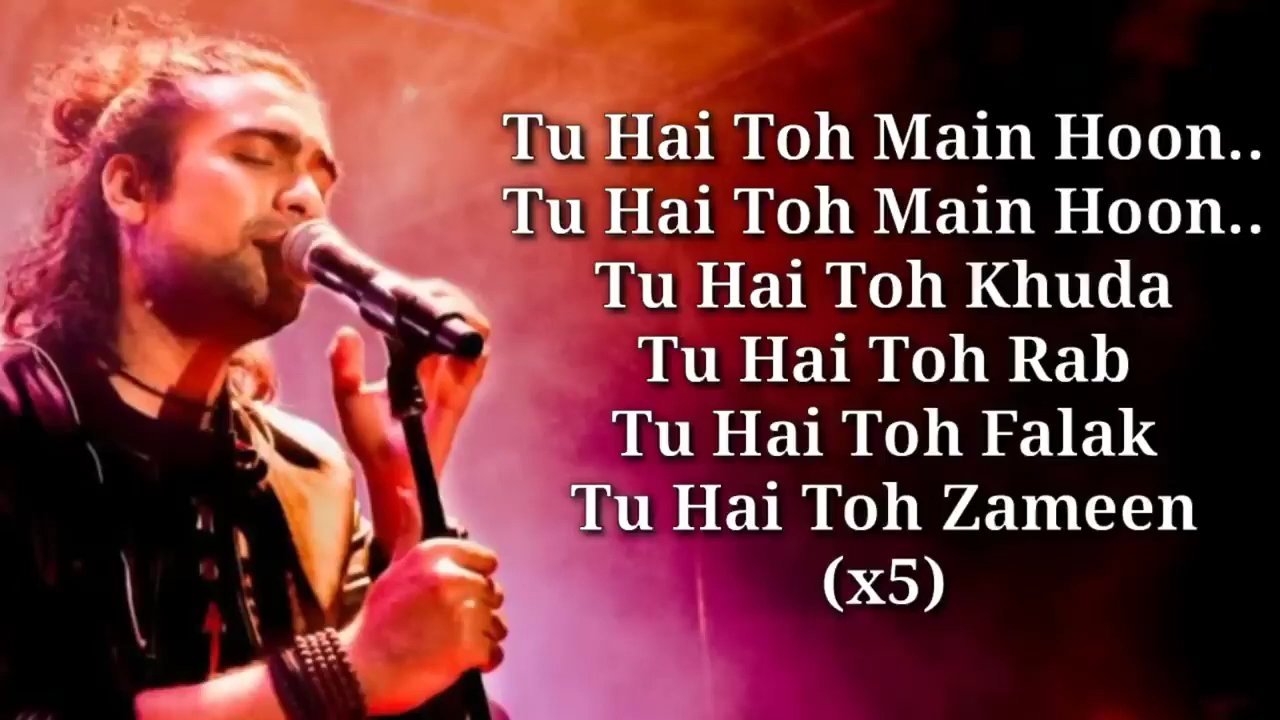 Tu Hai Toh Main Hoon..
Tu Hai Toh Main Hoon..
Tu Hai Toh Khuda
Tu Hai Toh Rab
Tu Hai Toh Falak
Tu Hai Toh Zameen
(x5)